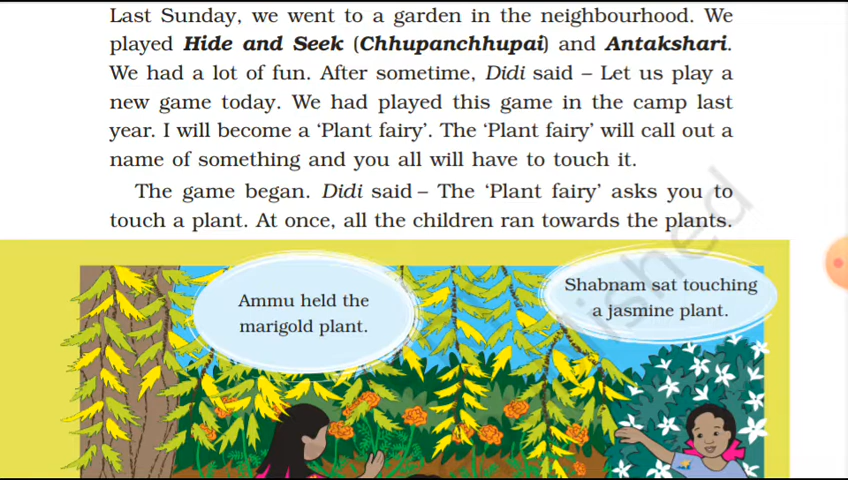 Last Sunday, we went to a garden in the neighbourhood. We
played Hide and Seek (Chhupanchhupai) and Antakshari.
We had a lot of fun. After sometime, Didi said – Let us play a
new game today. We had played this game in the camp last
year. I will become a ‘Plant fairy’. The ‘Plant fairy’ will call out a
name of something and you all will have to touch it.
The game began. Didi said – The ‘Plant fairy’ asks you to
touch a plant. At once, all the children ran towards the plants.
Ammu held the
marigold plant.
Shabnam sat touching
a jasmine plant.